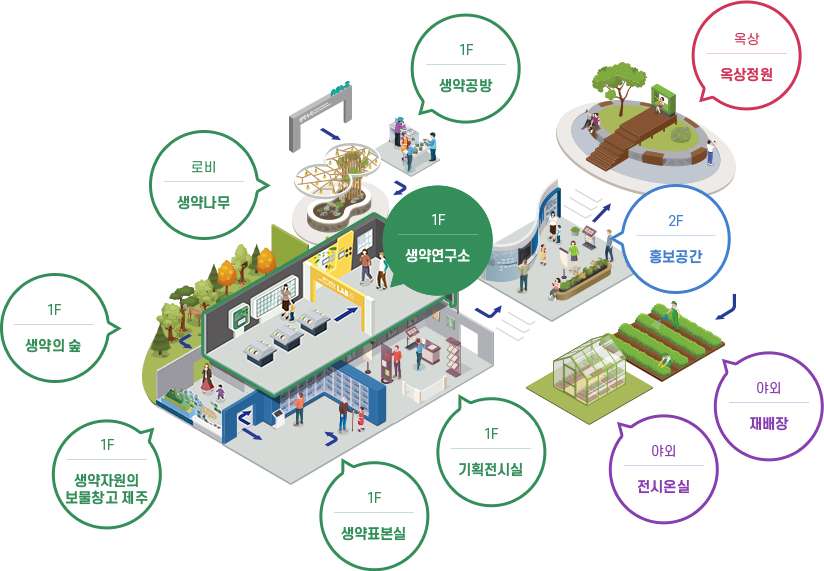 옥상
옥상정원
1F
생약공방
로비
생약나무
1F
생약연구소
2F
홍보공간
1F
생약의 숲
LAB
야외
재배장
1F
생약자원의
보물창고 제주
1F
기획전시실
야외
전시온실
1F
생약표본실